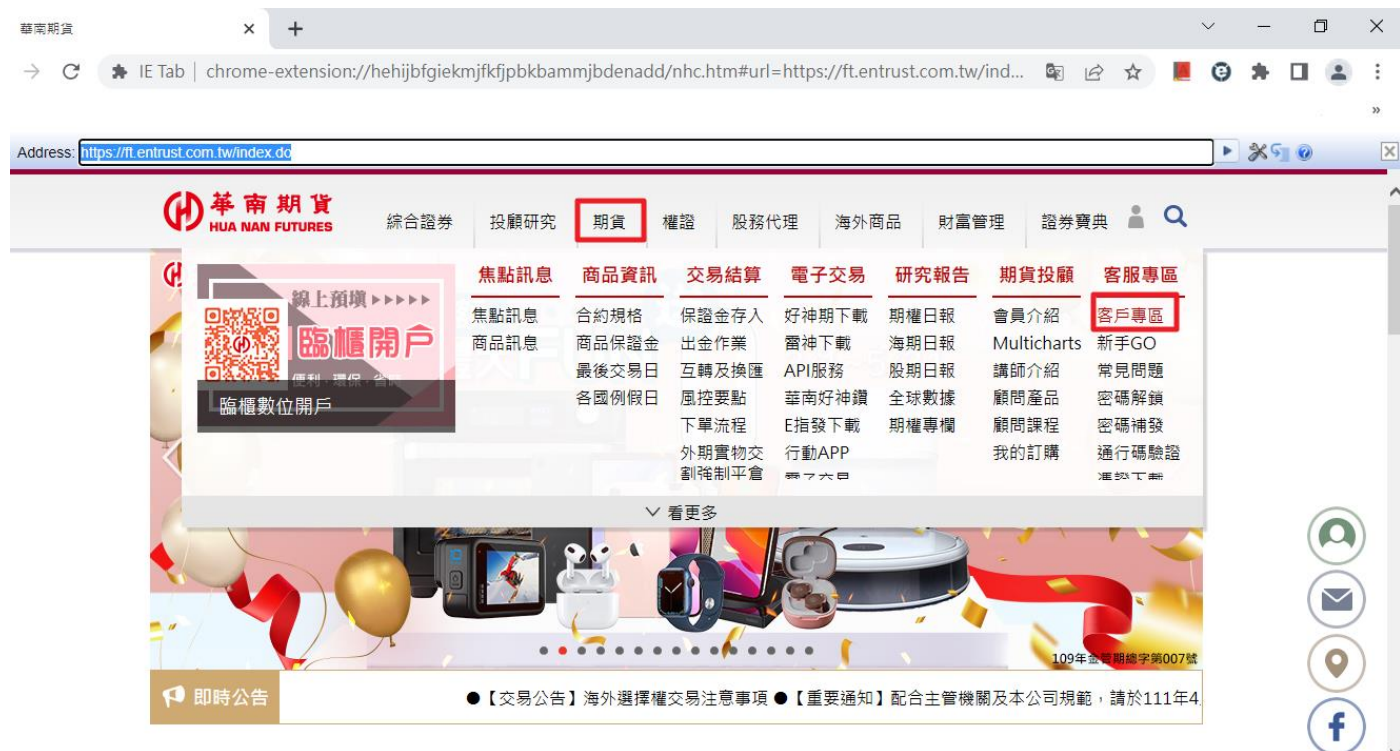 華南期貨
IE Tab
chrome-extension://hehijbfgiekmjfkfjpbkbammjbdenadd/nhc.htm#url=https://ft.entrust.com.tw/ind...
»
Address: https://ft.entrust.com.tw/index.do
華南期貨
HUA NAN FUTURES
綜合證券 投顧研究 期貨 權證 股務代理 海外商品 財富管理 證券寶典
線上預填 ▶▶▶▶▶
臨櫃開戶
便利．環保．省
臨櫃數位開戶
焦點訊息 商品資訊 交易結算 電子交易 研究報告 期貨投顧 客服專區
焦點訊息 合約規格 保證金存入 好神期下載 期權日報 會員介紹 客戶專區
商品訊息 商品保證金 出金作業 雷神下載 海期日報 Multicharts 新手GO
最後交易日 互轉及換匯 API服務 股期日報 講師介紹 常見問題
各國例假日 風控要點 華南好神鑽 全球數據 顧問產品 密碼解鎖
下單流程 E指發下載 期權專欄 顧問課程 密碼補發
外期實物交 行動APP 我的訂購 通行碼驗證
割強制平倉 電子交易 憑證下載
看更多
109年金管期總字第007號
即時公告
●【交易公告】海外選擇權交易注意事項 ●【重要通知】配合主管機關及本公司規範，請於111年4